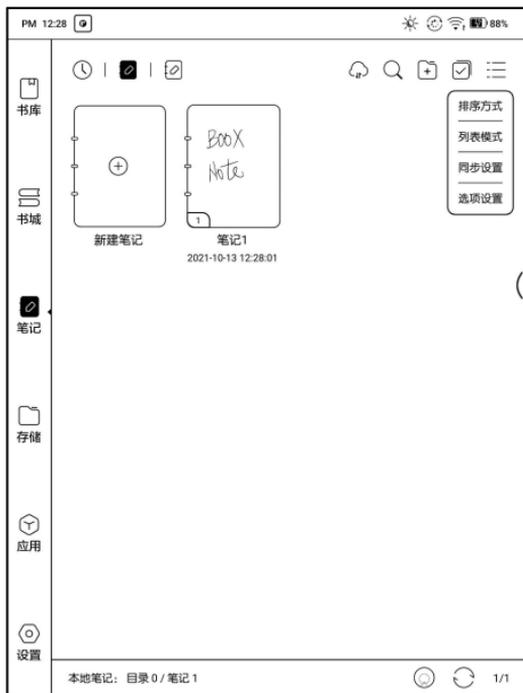 PM 12:28
88%
书库
书城
笔记
存储
应用
设置
排序方式
列表模式
同步设置
选项设置
BOOX
Note
1
新建笔记
笔记1
2021-10-13 12:28:01
本地笔记： 目录 0 / 笔记 1
1/1